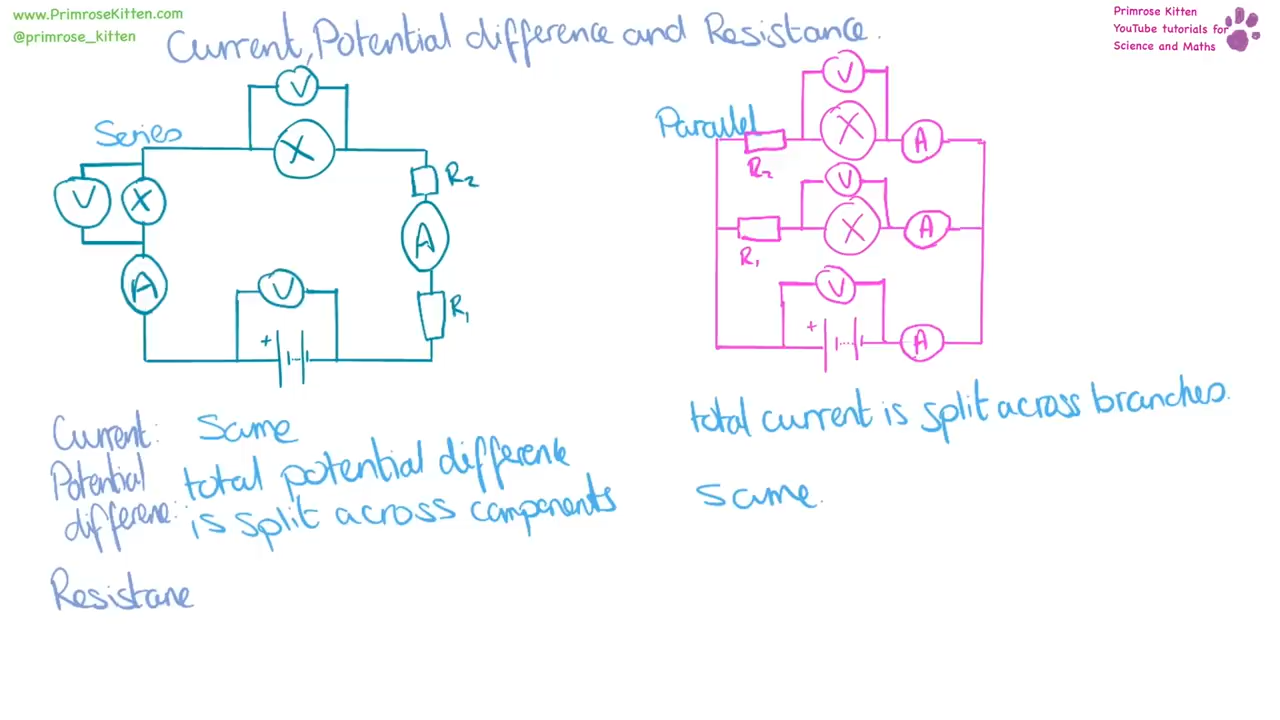 www.PrimroseKitten.com
@primrose_kitten
Current, Potential difference and Resistance.
Primrose Kitten
YouTube tutorials for
Science and Maths
Series
V
X
V
X
R2
A
A
V
+
R1
Parallel
V
X
A
R2
V
X
A
R1
V
+
A
Current: Same
total current is split across branches.
Potential total potential difference
difference: is split across components
same.
Resistance